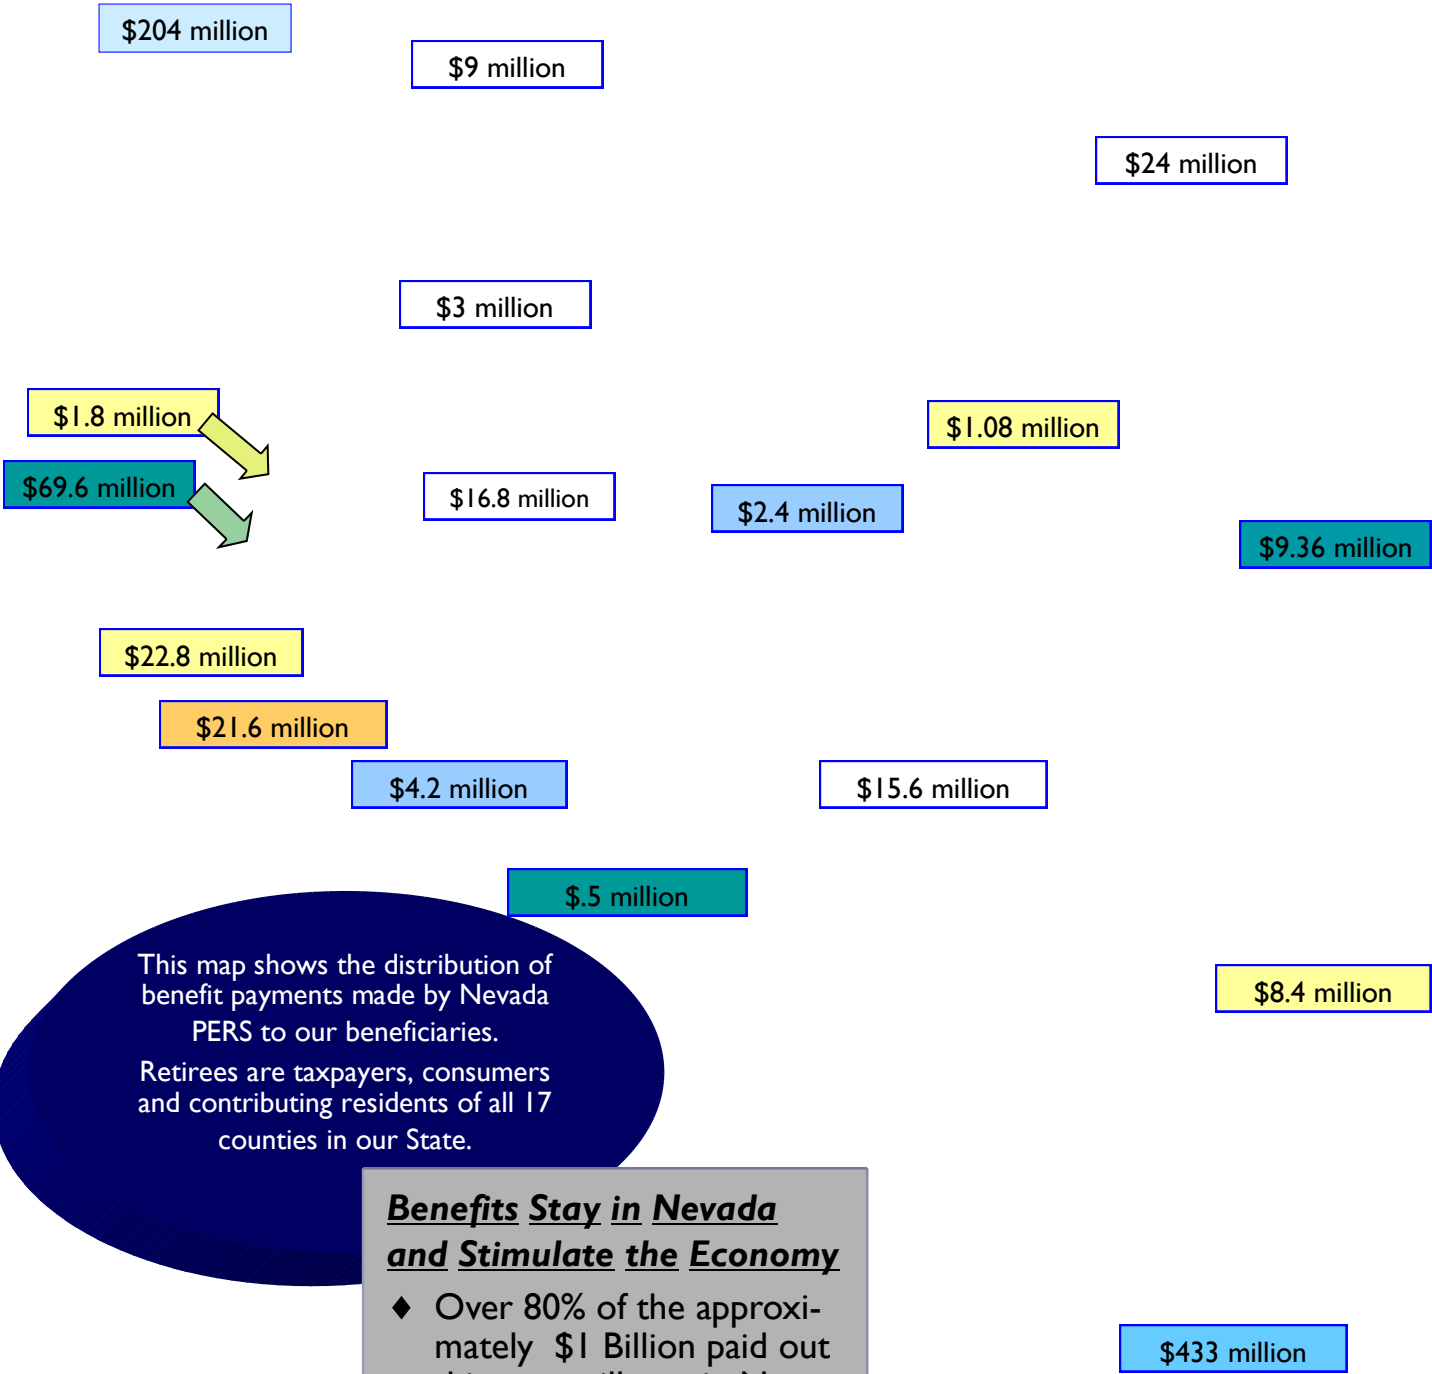 $204 million
$9 million
$24 million
$3 million
$1.8 million
$1.08 million
$69.6 million
$16.8 million
$2.4 million
$9.36 million
$22.8 million
$21.6 million
$4.2 million
$15.6 million
$.5 million
This map shows the distribution of
benefit payments made by Nevada
PERS to our beneficiaries.
Retirees are taxpayers, consumers
and contributing residents of all 17
counties in our State.
$8.4 million
Benefits Stay in Nevada
and Stimulate the Economy
♦ Over 80% of the approxi-
mately $1 Billion paid out
$433 million